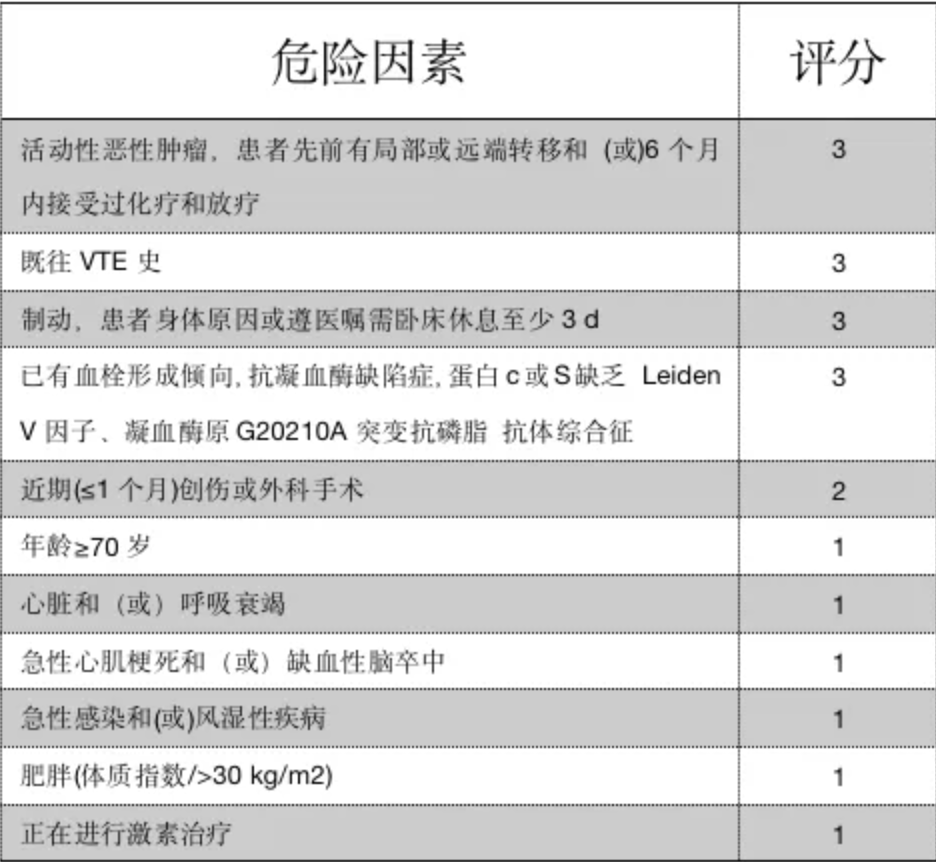 危险因素 评分
活动性恶性肿瘤，患者先前有局部或远端转移和 (或)6 个月 3
内接受过化疗和放疗
既往 VTE 史 3
制动，患者身体原因或遵医嘱需卧床休息至少 3 d 3
已有血栓形成倾向,抗凝血酶缺陷症,蛋白 c 或 S 缺乏 Leiden 3
V 因子、凝血酶原 G20210A 突变抗磷脂 抗体综合征
近期(≤1 个月)创伤或外科手术 2
年龄≥70 岁 1
心脏和（或）呼吸衰竭 1
急性心肌梗死和（或）缺血性脑卒中 1
急性感染和(或)风湿性疾病 1
肥胖(体质指数/>30 kg/m2) 1
正在进行激素治疗 1